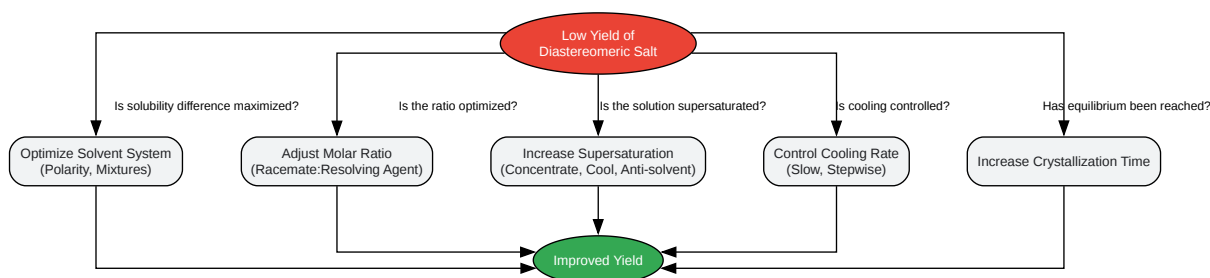 Low Yield of
Diastereomeric Salt
Is solubility difference maximized?
Is the ratio optimized?
Is the solution supersaturated?
Is cooling controlled?
Has equilibrium been reached?
Optimize Solvent System
(Polarity, Mixtures)
Adjust Molar Ratio
(Racemate:Resolving Agent)
Increase Supersaturation
(Concentrate, Cool, Anti-solvent)
Control Cooling Rate
(Slow, Stepwise)
Increase Crystallization Time
Improved Yield